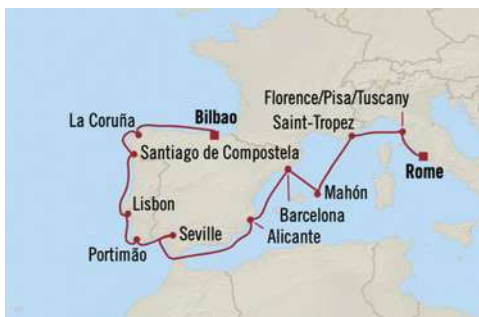 Florence/Pisa/Tuscany
Saint-Tropez
La Coruña
Bilbao
Santiago de Compostela
Rome
Mahón
Lisbon
Barcelona
Seville
Alicante
Portimão